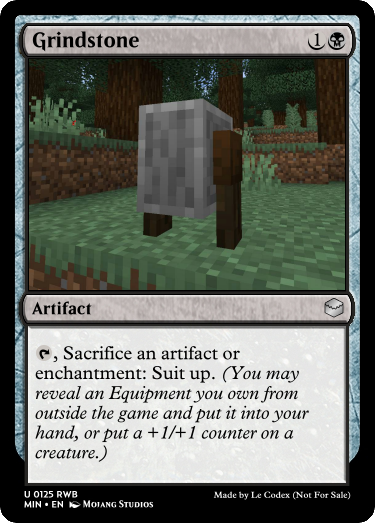 Grindstone 1
Artifact
, Sacrifice an artifact or
enchantment: Suit up. (You may
reveal an Equipment you own from
outside the game and put it into your
hand, or put a +1/+1 counter on a
creature.)
U 0125 RWB
Made by Le Codex (Not For Sale)
MIN • EN Mojang Studios